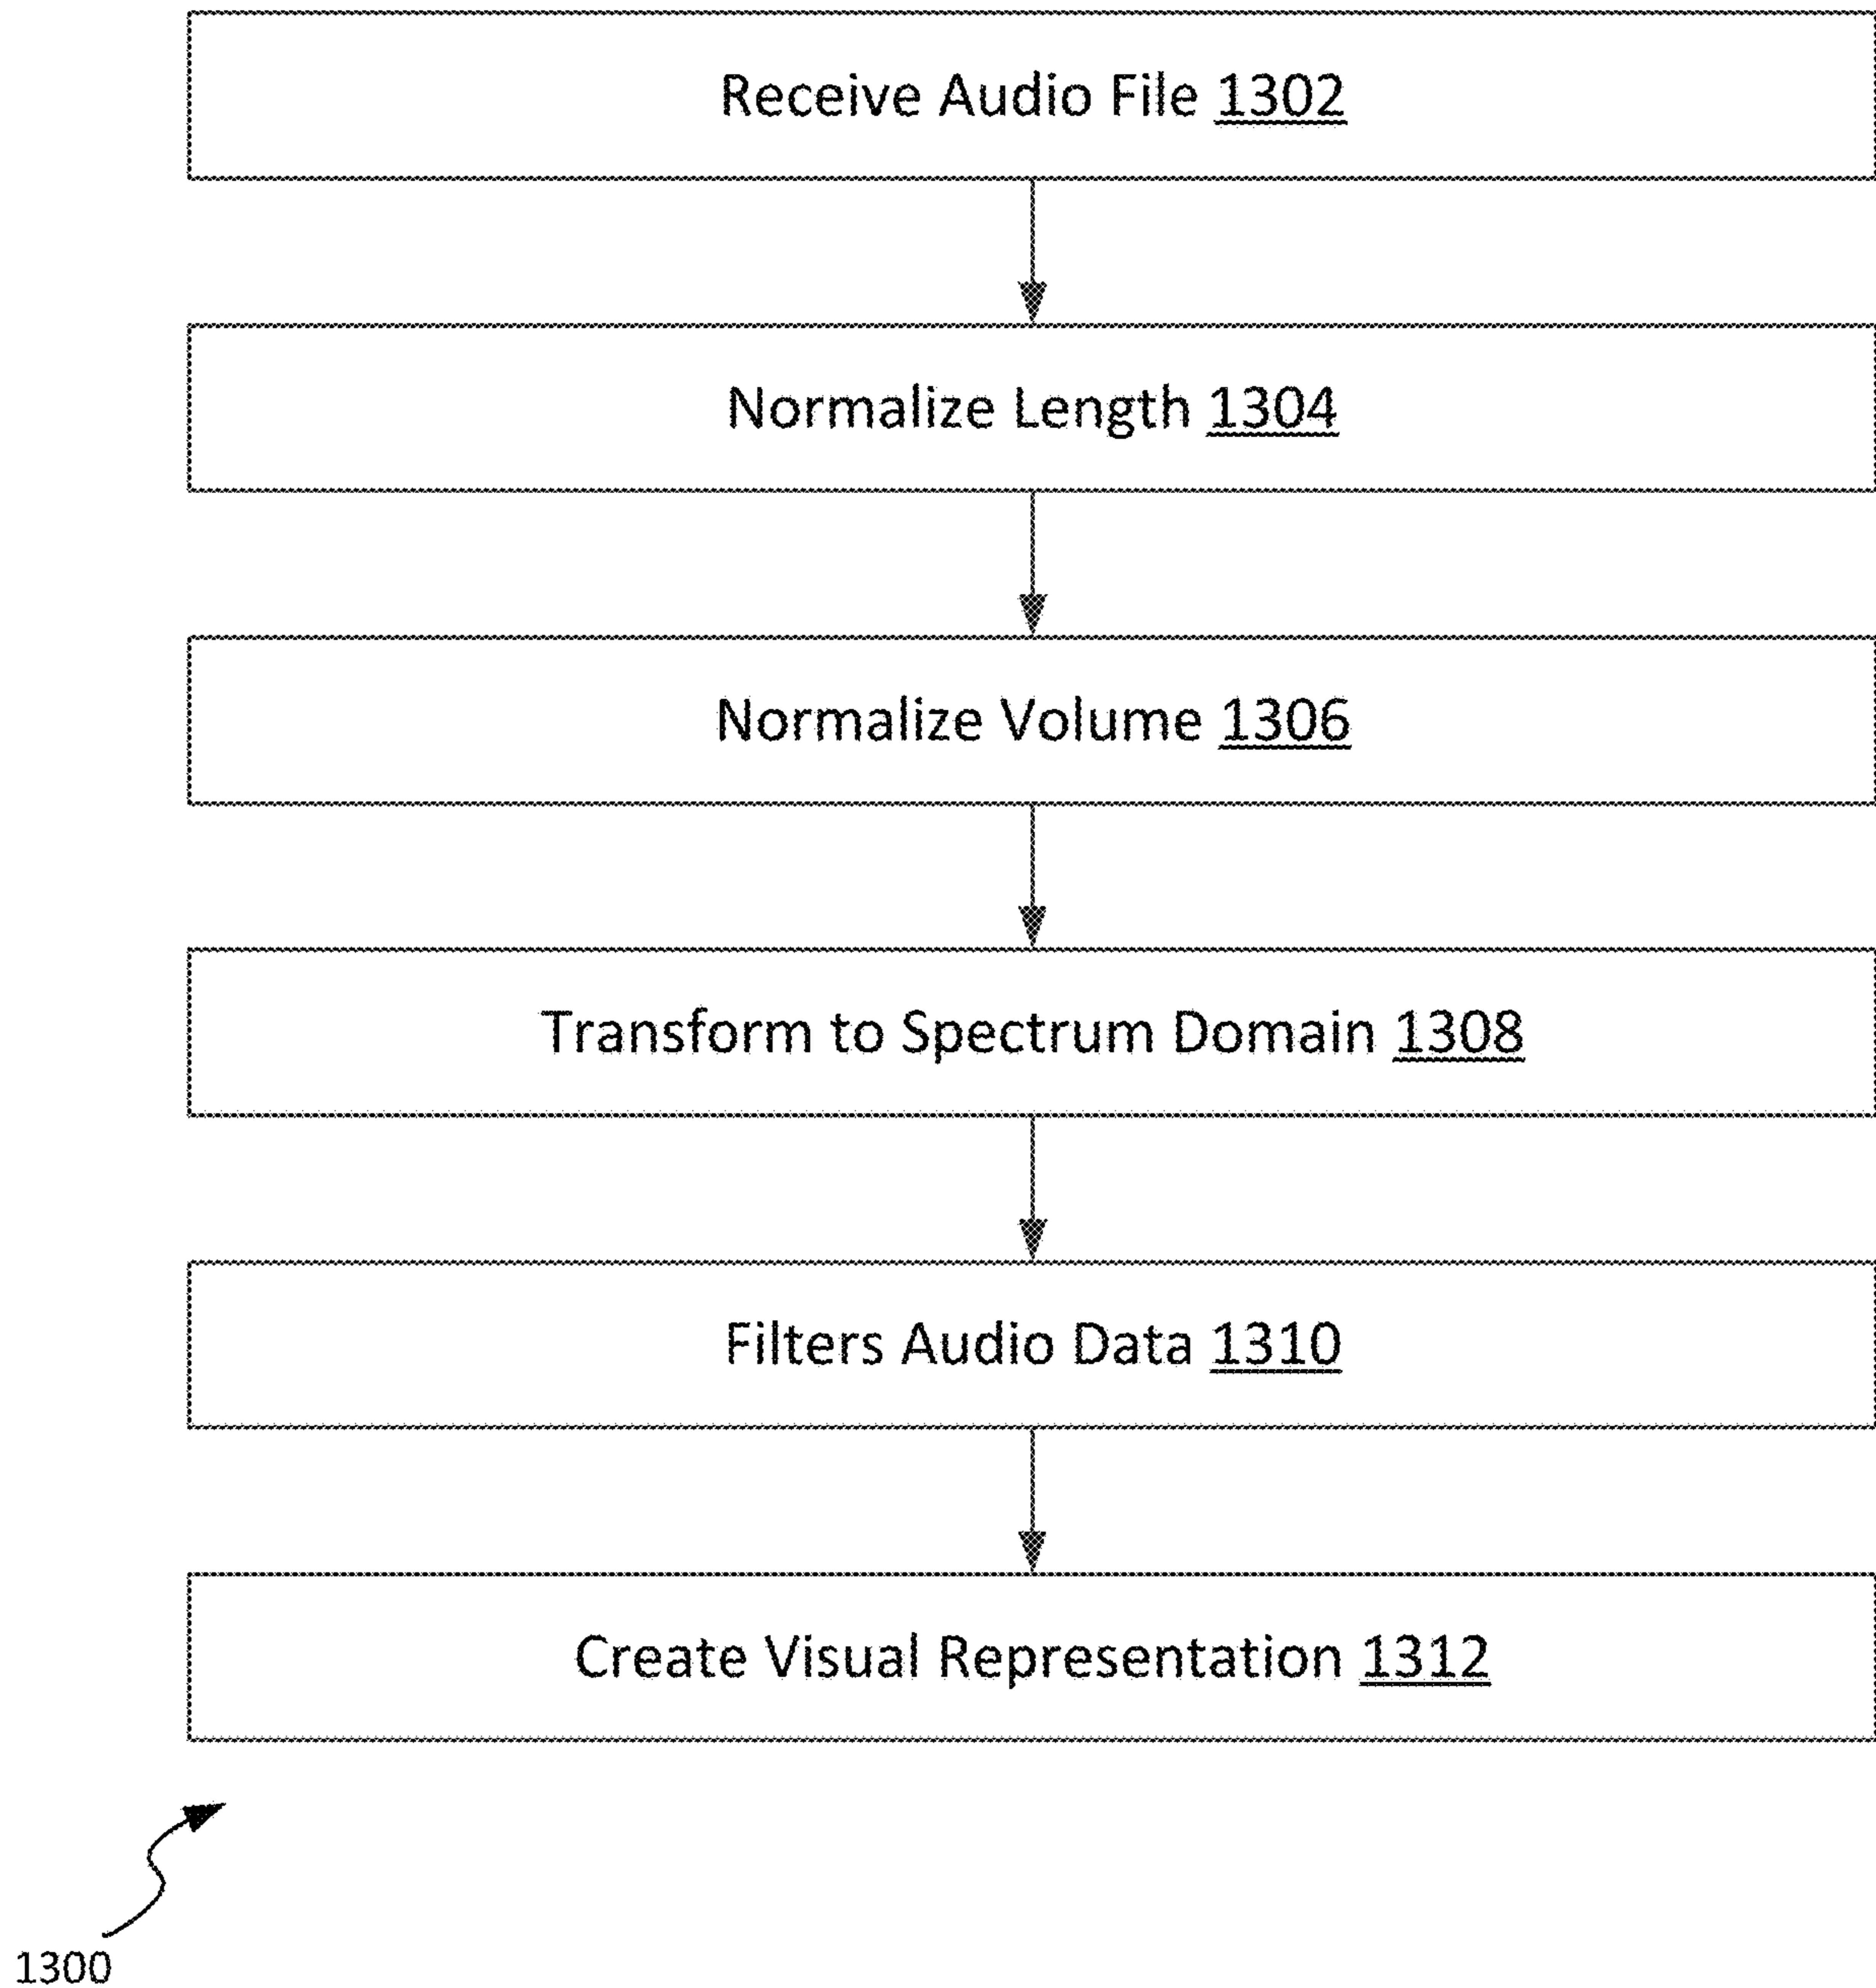 Receive Audio File 1302
Normalize Length 1304
Normalize Volume 1306
Transform to Spectrum Domain 1308
Filters Audio Data 1310
Create Visual Representation 1312
1300